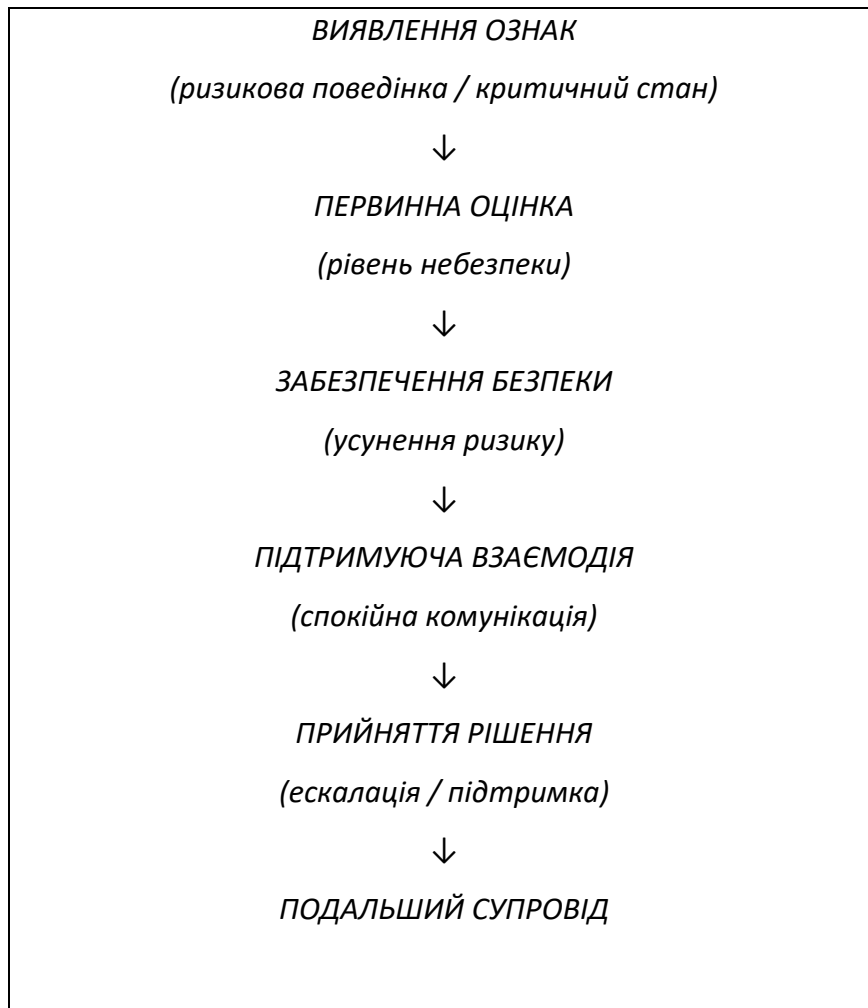 ВИЯВЛЕННЯ ОЗНАК
(ризикова поведінка / критичний стан)
↓
ПЕРВИННА ОЦІНКА
(рівень небезпеки)
↓
ЗАБЕЗПЕЧЕННЯ БЕЗПЕКИ
(усунення ризику)
↓
ПІДТРИМУЮЧА ВЗАЄМОДІЯ
(спокійна комунікація)
↓
ПРИЙНЯТТЯ РІШЕННЯ
(ескалація / підтримка)
↓
ПОДАЛЬШИЙ СУПРОВІД